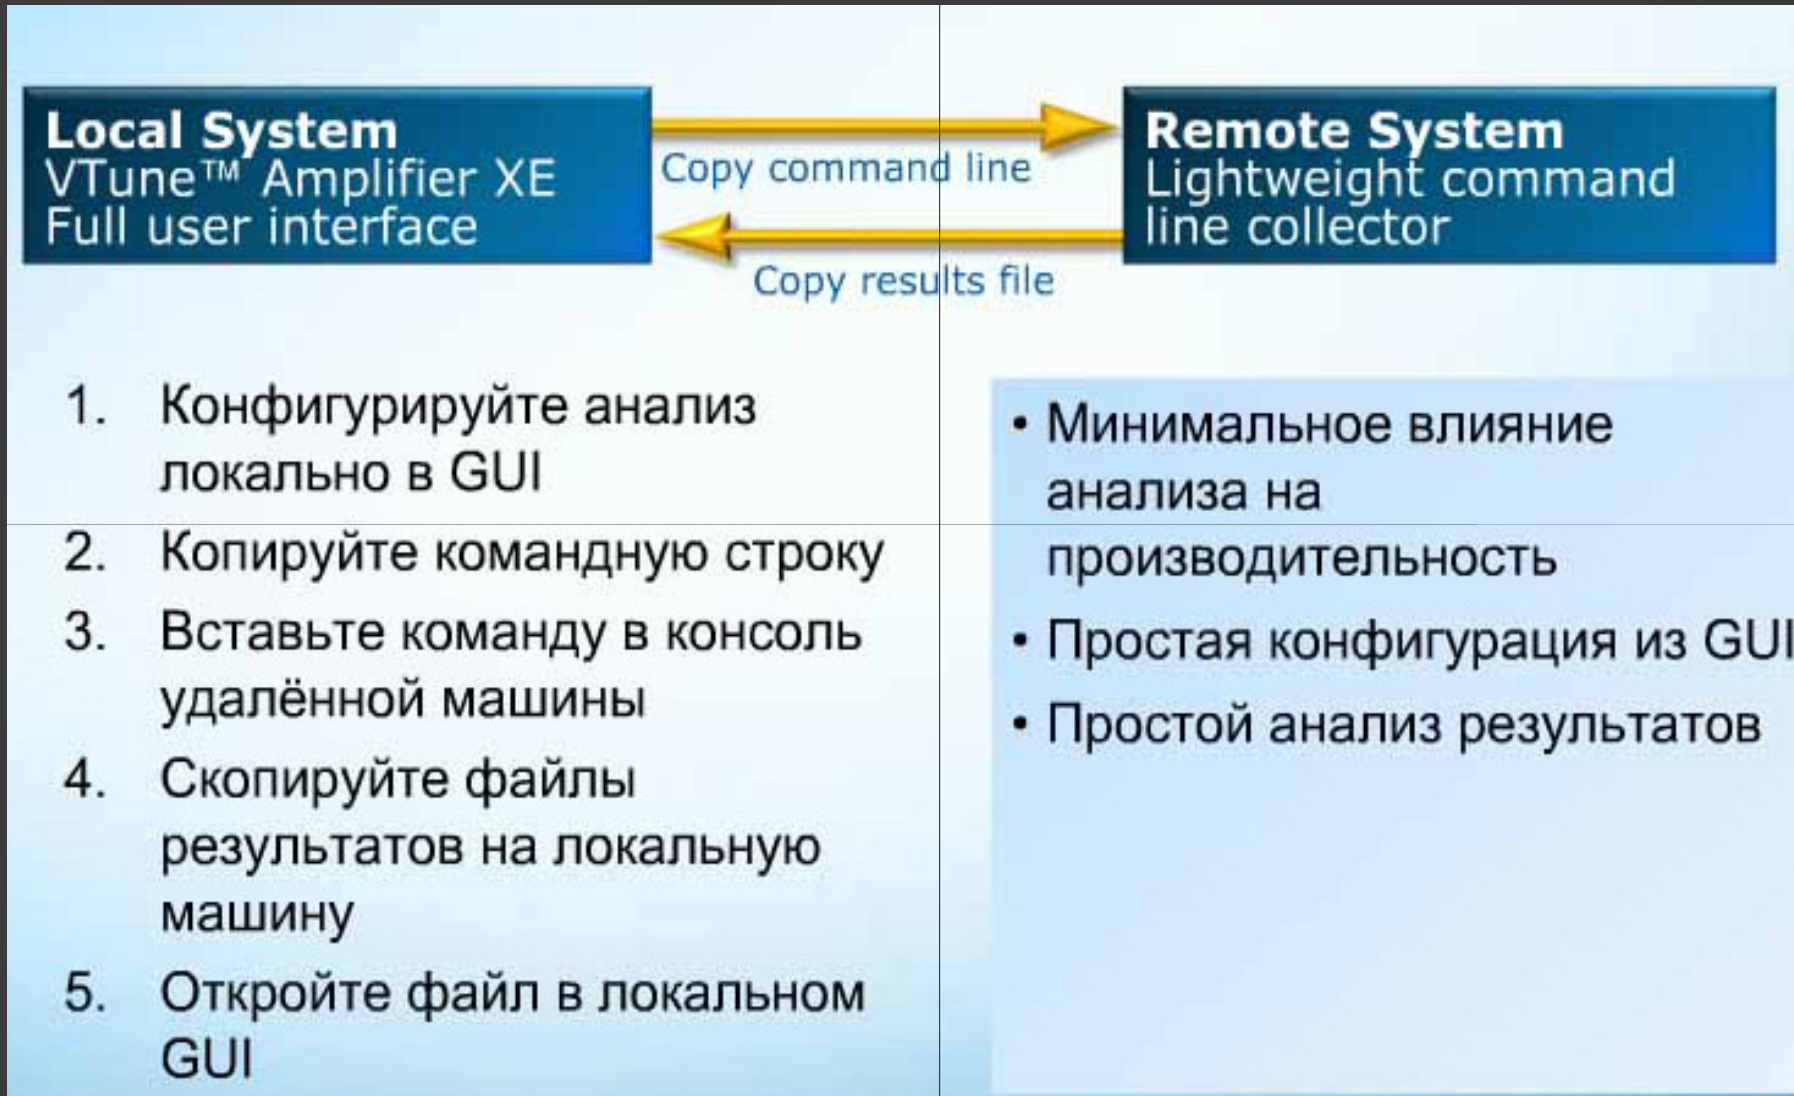 Local System
VTune™ Amplifier XE
Full user interface
Copy command line
Copy results file
Remote System
Lightweight command
line collector
1. Конфигурируйте анализ
локально в GUI
2. Копируйте командную строку
3. Вставьте команду в консоль
удалённой машины
4. Скопируйте файлы
результатов на локальную
машину
5. Откройте файл в локальном
GUI
• Минимальное влияние
анализа на
производительность
• Простая конфигурация из GUI
• Простой анализ результатов